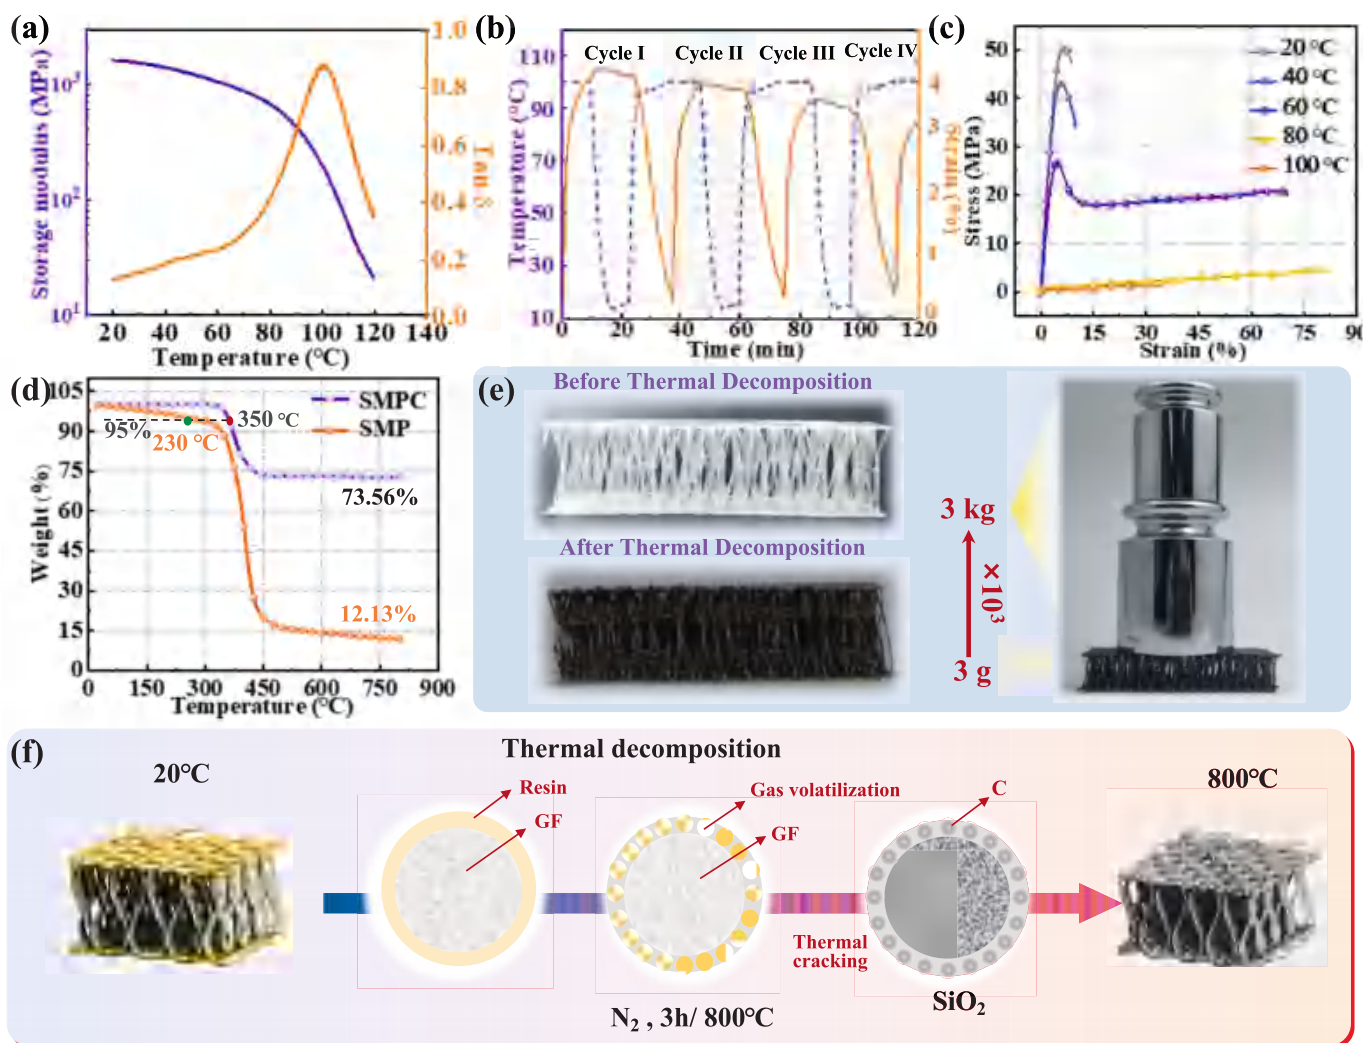 (a)
Storage modulus (MPa)
10³
10²
10¹
20 40 60 80 100 120 140
Temperature (°C)
1.0
0.8
0.6
0.4
0.2
0.0
Tan δ
(b)
Cycle I Cycle II Cycle III Cycle IV
Temperature (°C)
110
90
70
50
30
10
0 20 40 60 80 100 120
Time (min)
4
3
2
1
0
Strain (%)
(c)
Stress (MPa)
50
40
30
20
10
0
0 15 30 45 60 75 90
Strain (%)
20 °C
40 °C
60 °C
80 °C
100 °C
(d)
Weight (%)
105
90
75
60
45
30
15
0
0 150 300 450 600 750 900
Temperature (°C)
SMPC
SMP
95%
230 °C
350 °C
73.56%
12.13%
(e)
Before Thermal Decomposition
After Thermal Decomposition
3 kg
×10³
3 g
(f)
Thermal decomposition
20°C
Resin
GF
Gas volatilization
GF
N₂ , 3h/ 800°C
Thermal
cracking
C
SiO₂
800°C